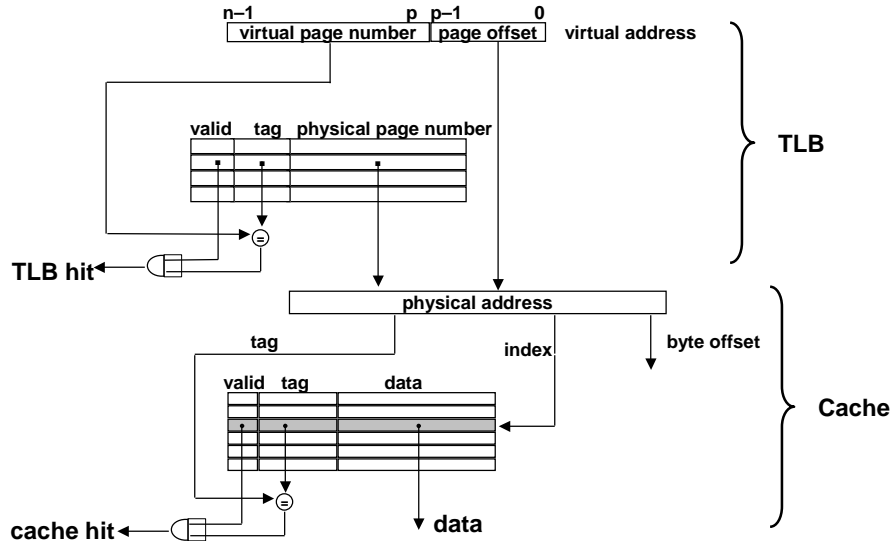 n–1 p p–1 0
virtual page number page offset virtual address
valid tag physical page number
TLB
=
TLB hit
physical address
tag
index
byte offset
valid tag data
Cache
=
cache hit
data